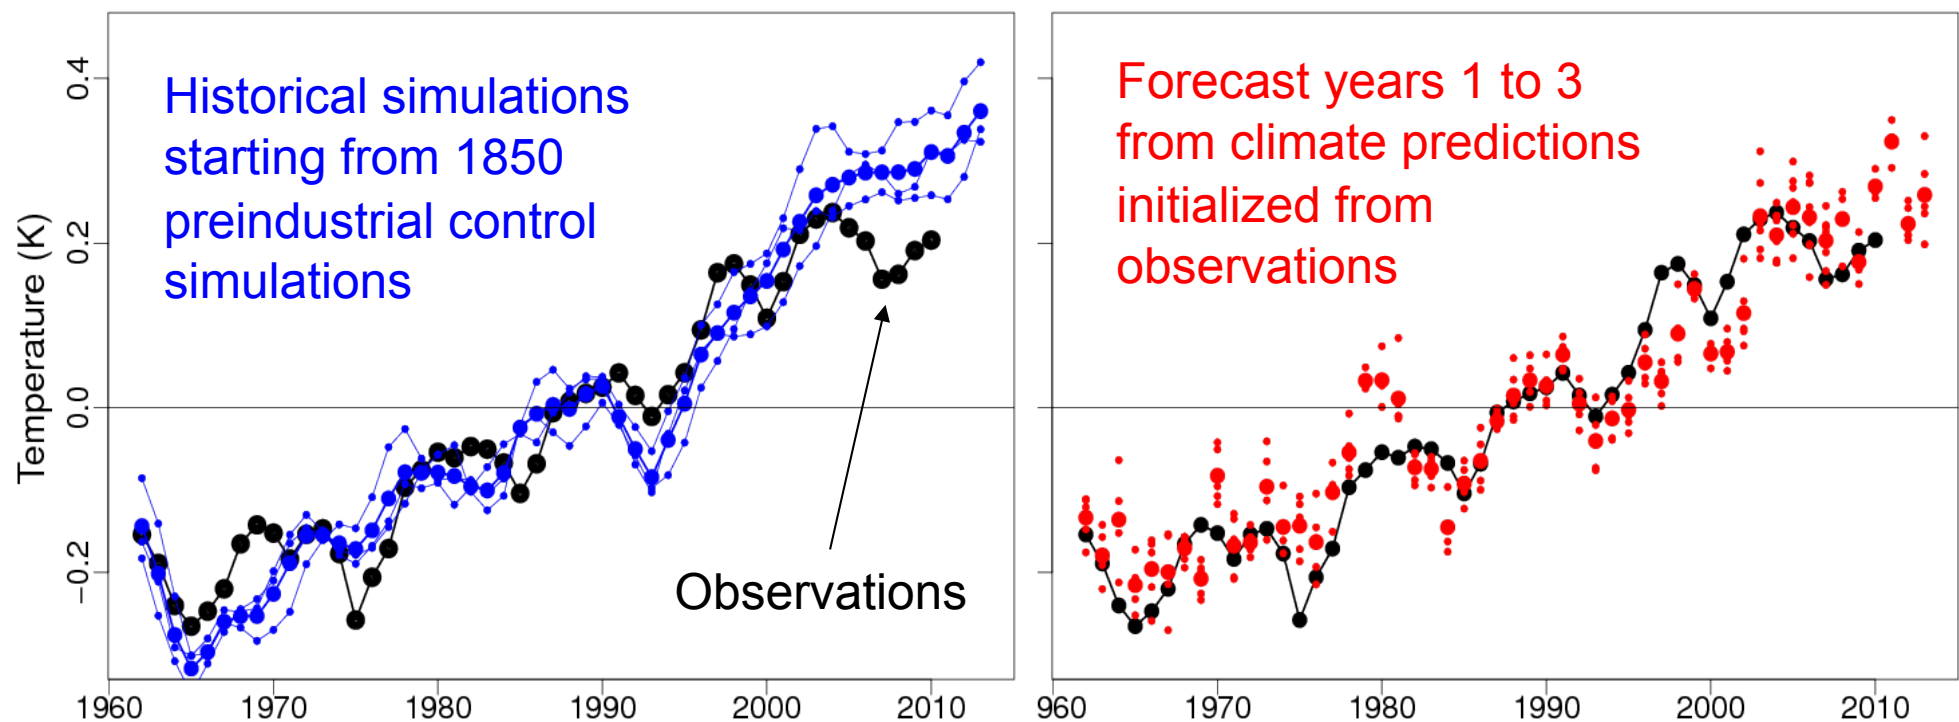 Historical simulations
starting from 1850
preindustrial control
simulations
Observations
Temperature (K)
0.4
0.2
0.0
−0.2
1960 1970 1980 1990 2000 2010
Forecast years 1 to 3
from climate predictions
initialized from
observations
960 1970 1980 1990 2000 2010